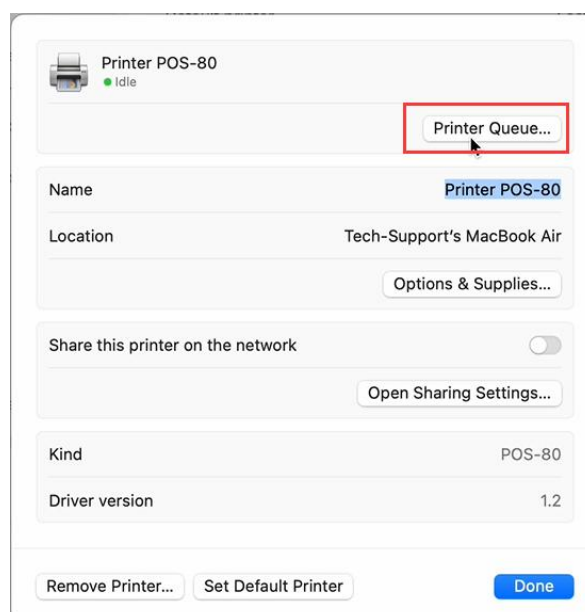 Printer POS-80
Idle
Printer Queue...
Name Printer POS-80
Location Tech-Support's MacBook Air
Options & Supplies...
Share this printer on the network
Open Sharing Settings...
Kind POS-80
Driver version 1.2
Remove Printer... Set Default Printer Done